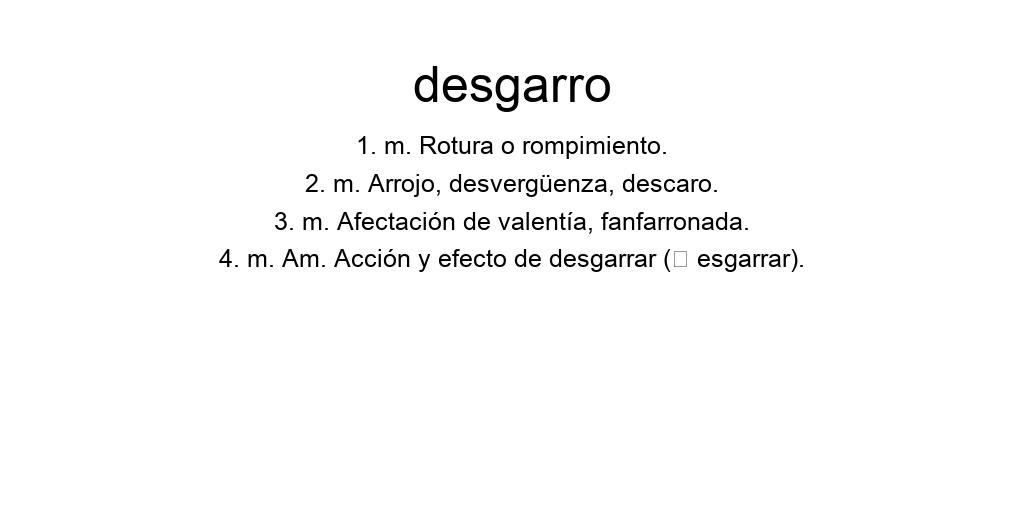 desgarro
1. m. Rotura o rompimiento.
2. m. Arrojo, desvergüenza, descaro.
3. m. Afectación de valentía, fanfarronada.
4. m. Am. Acción y efecto de desgarrar (□ esgarrar).